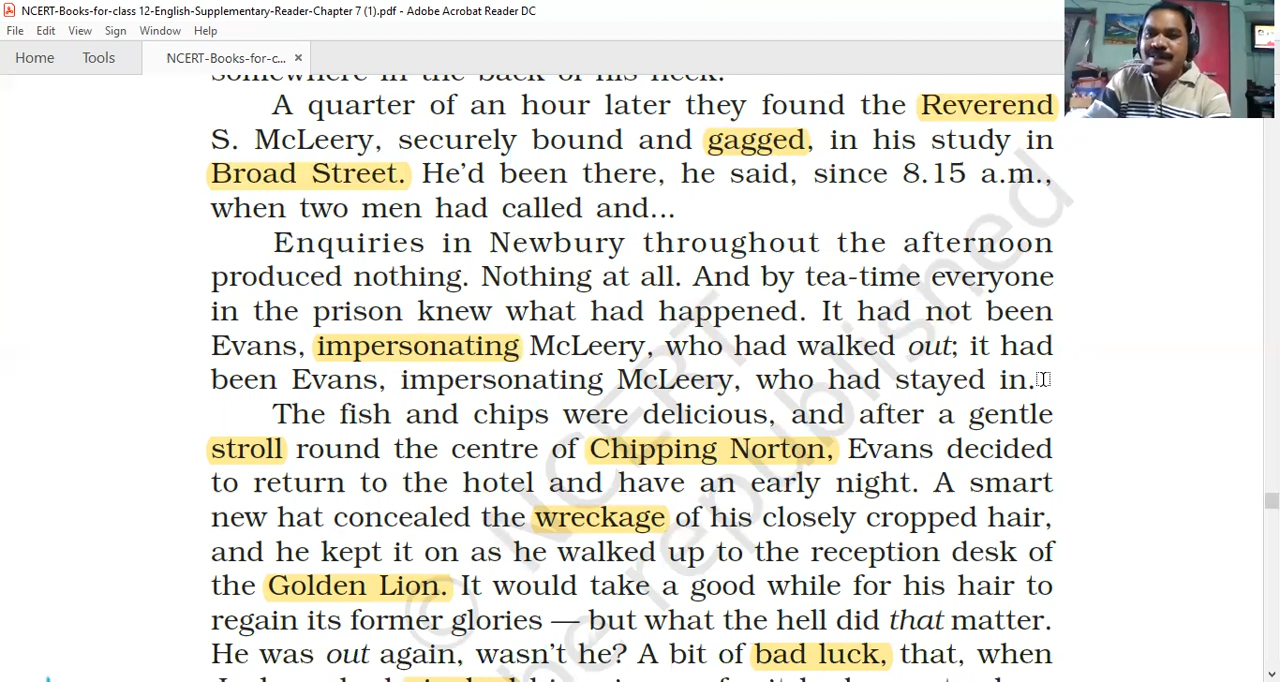 NCERT-Books-for-class 12-English-Supplementary-Reader-Chapter 7 (1).pdf - Adobe Acrobat Reader DC
File Edit View Sign Window Help
Home Tools NCERT-Books-for-c... ×
somewhere in the back of his neck.
A quarter of an hour later they found the Reverend
S. McLeery, securely bound and gagged, in his study in
Broad Street. He’d been there, he said, since 8.15 a.m.,
when two men had called and...
Enquiries in Newbury throughout the afternoon
produced nothing. Nothing at all. And by tea-time everyone
in the prison knew what had happened. It had not been
Evans, impersonating McLeery, who had walked out; it had
been Evans, impersonating McLeery, who had stayed in.
The fish and chips were delicious, and after a gentle
stroll round the centre of Chipping Norton, Evans decided
to return to the hotel and have an early night. A smart
new hat concealed the wreckage of his closely cropped hair,
and he kept it on as he walked up to the reception desk of
the Golden Lion. It would take a good while for his hair to
regain its former glories — but what the hell did that matter.
He was out again, wasn’t he? A bit of bad luck, that, when
© NCERT
be republished